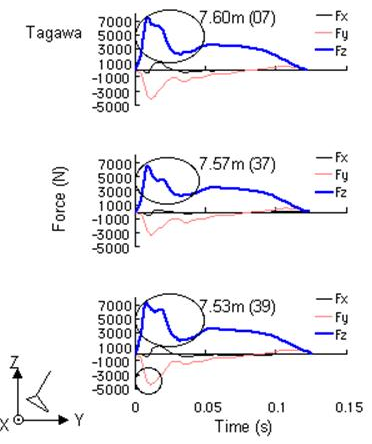 Tagawa
7.60m (07)
7000
5000
3000
1000
-1000
-3000
-5000
Fx
Fy
Fz
7.57m (37)
7000
5000
3000
1000
-1000
-3000
-5000
Fx
Fy
Fz
Force (N)
7.53m (39)
7000
5000
3000
1000
-1000
-3000
-5000
Fx
Fy
Fz
0 0.05 0.1 0.15
Time (s)
Z
X
Y